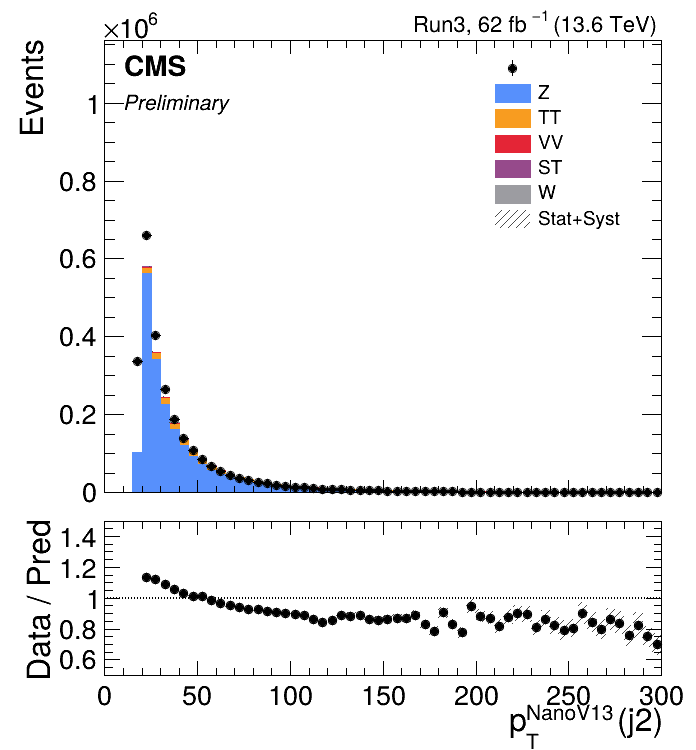 ×10⁶
Run3, 62 fb⁻¹ (13.6 TeV)
CMS
Preliminary
Events
Z
TT
VV
ST
W
Stat+Syst
1
0.8
0.6
0.4
0.2
0
Data / Pred
1.4
1.2
1
0.8
0.6
0 50 100 150 200 250 300
p_T^NanoV13 (j2)